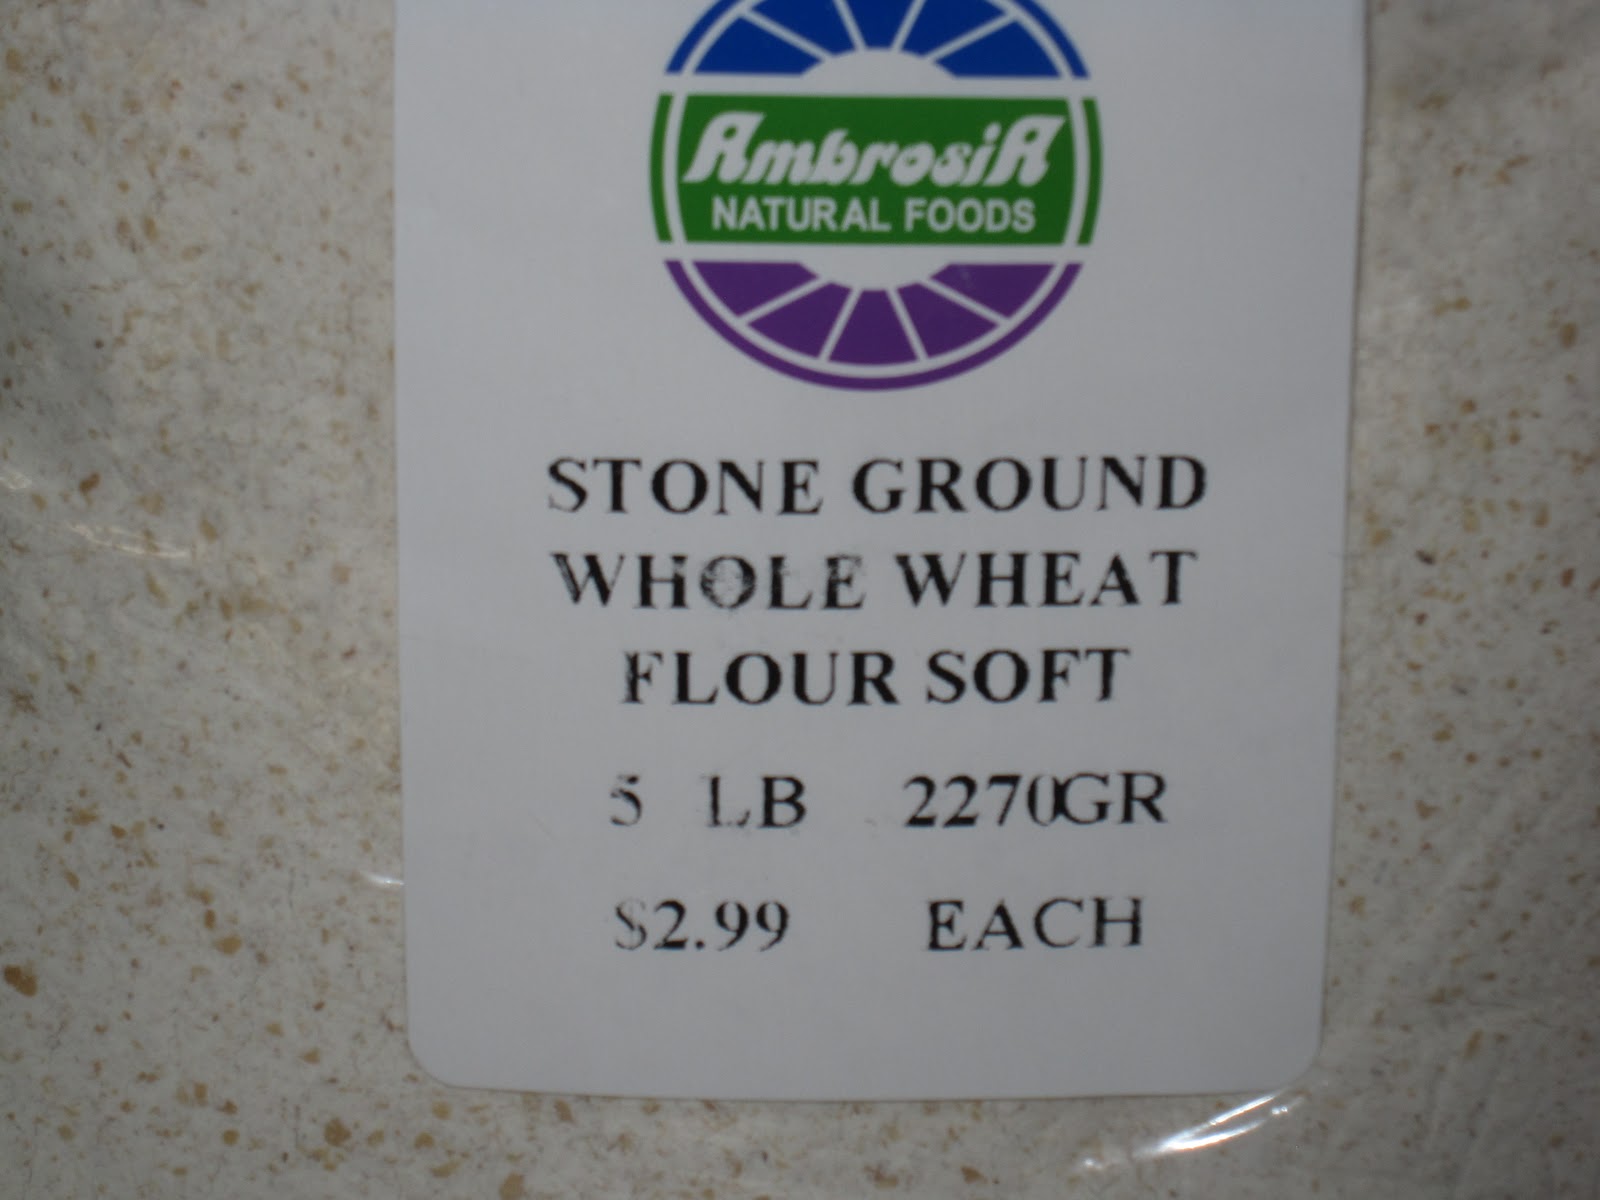 AmbrosiA
NATURAL FOODS
STONE GROUND
WHOLE WHEAT
FLOUR SOFT
5 LB 2270GR
$2.99 EACH